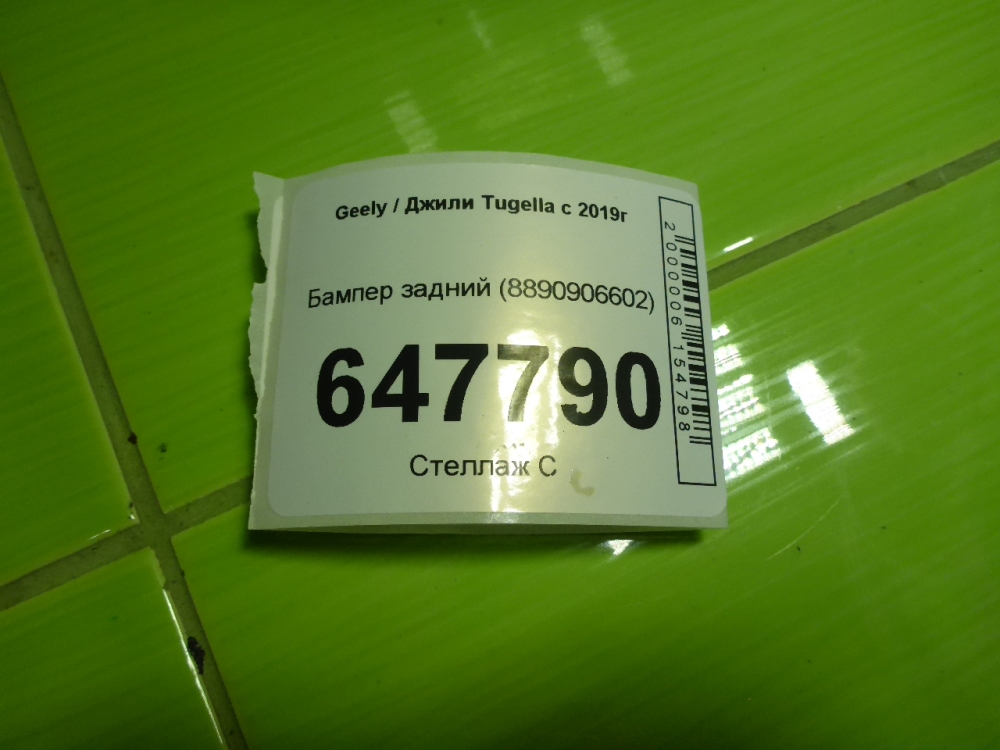 Geely / Джили Tugella с 2019г
Бампер задний (8890906602)
647790
Стеллаж С
2000006154798